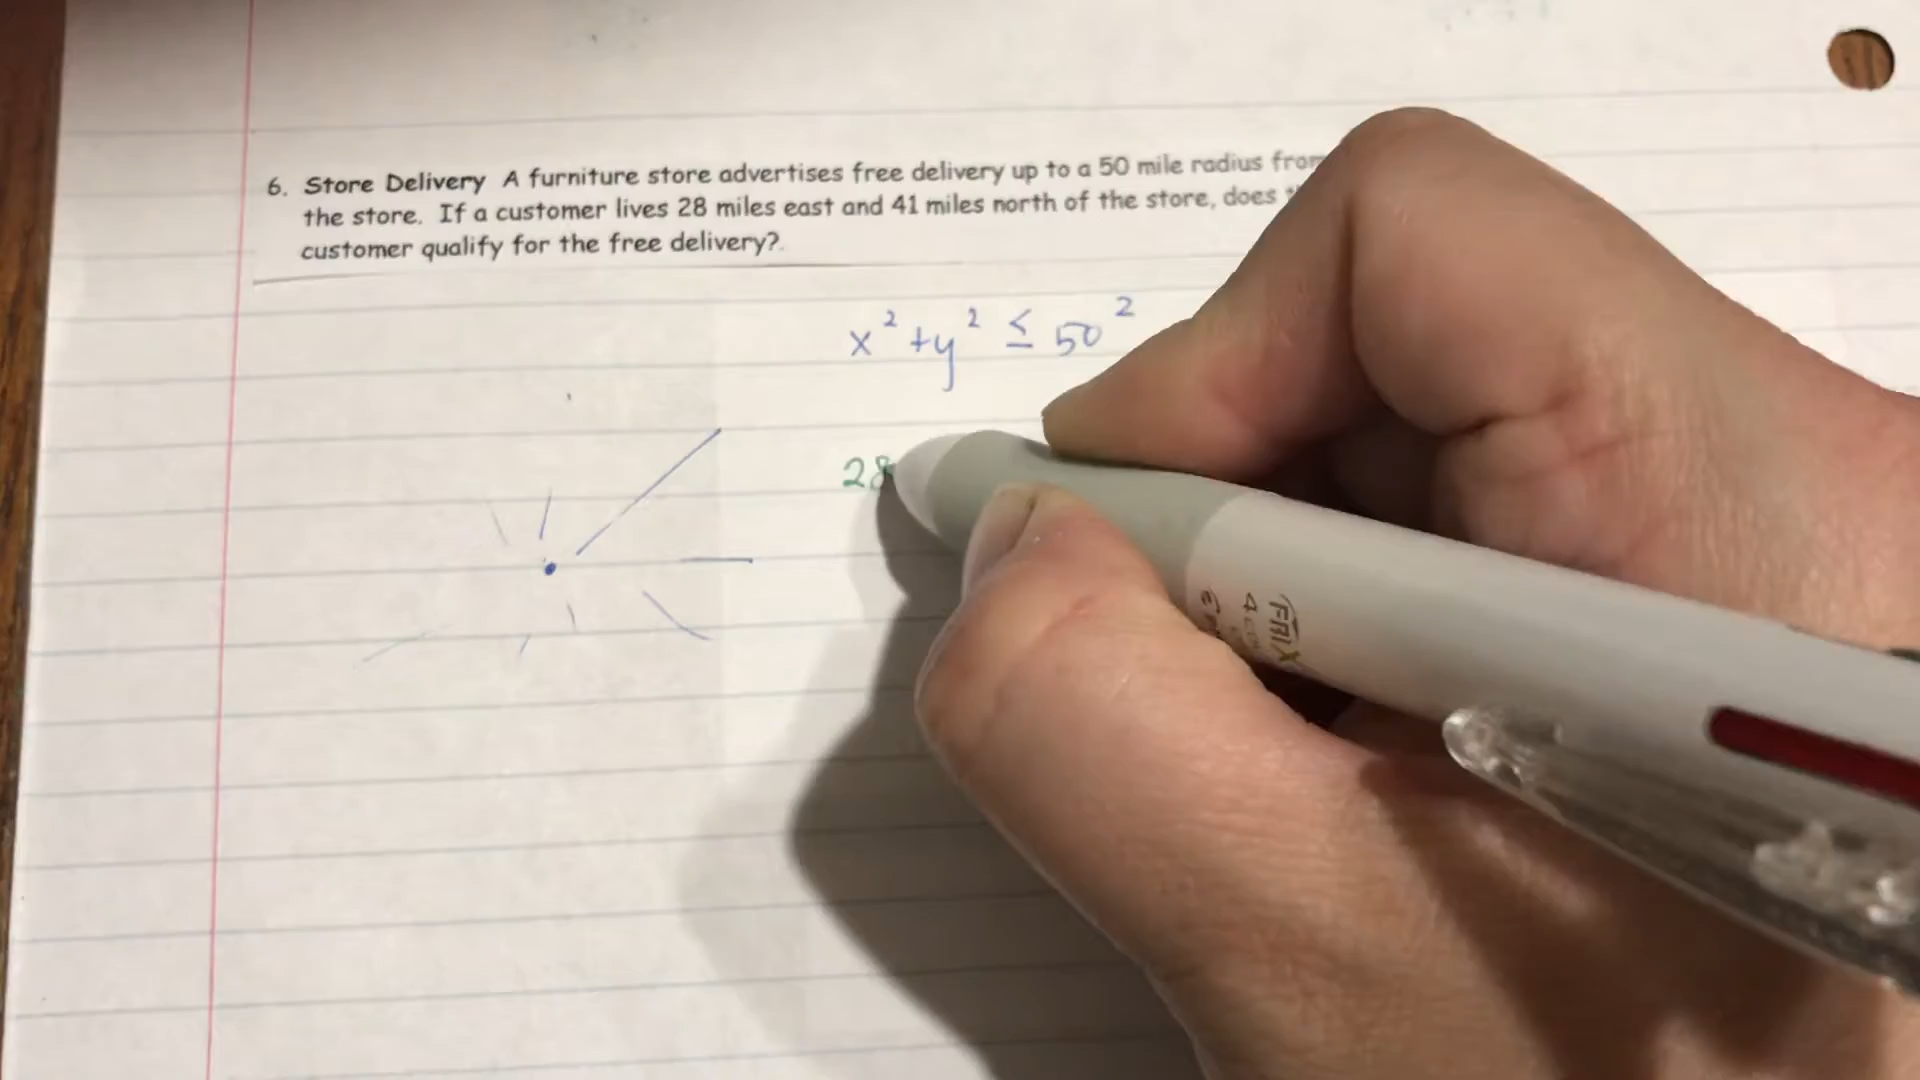 6. Store Delivery A furniture store advertises free delivery up to a 50 mile radius from
the store. If a customer lives 28 miles east and 41 miles north of the store, does
customer qualify for the free delivery?
x² + y² ≤ 50²
28
FRIX
4